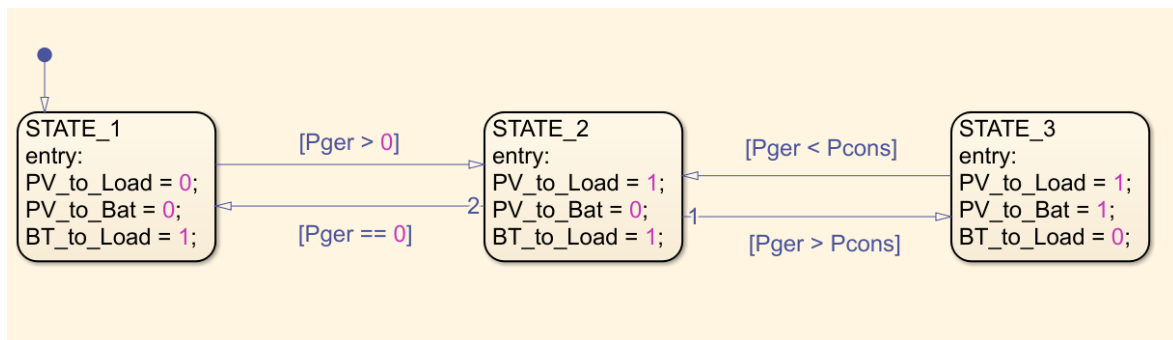 STATE_1
entry:
PV_to_Load = 0;
PV_to_Bat = 0;
BT_to_Load = 1;
[Pger > 0]
[Pger == 0]
STATE_2
entry:
PV_to_Load = 1;
PV_to_Bat = 0;
BT_to_Load = 1;
2
1
[Pger < Pcons]
[Pger > Pcons]
STATE_3
entry:
PV_to_Load = 1;
PV_to_Bat = 1;
BT_to_Load = 0;